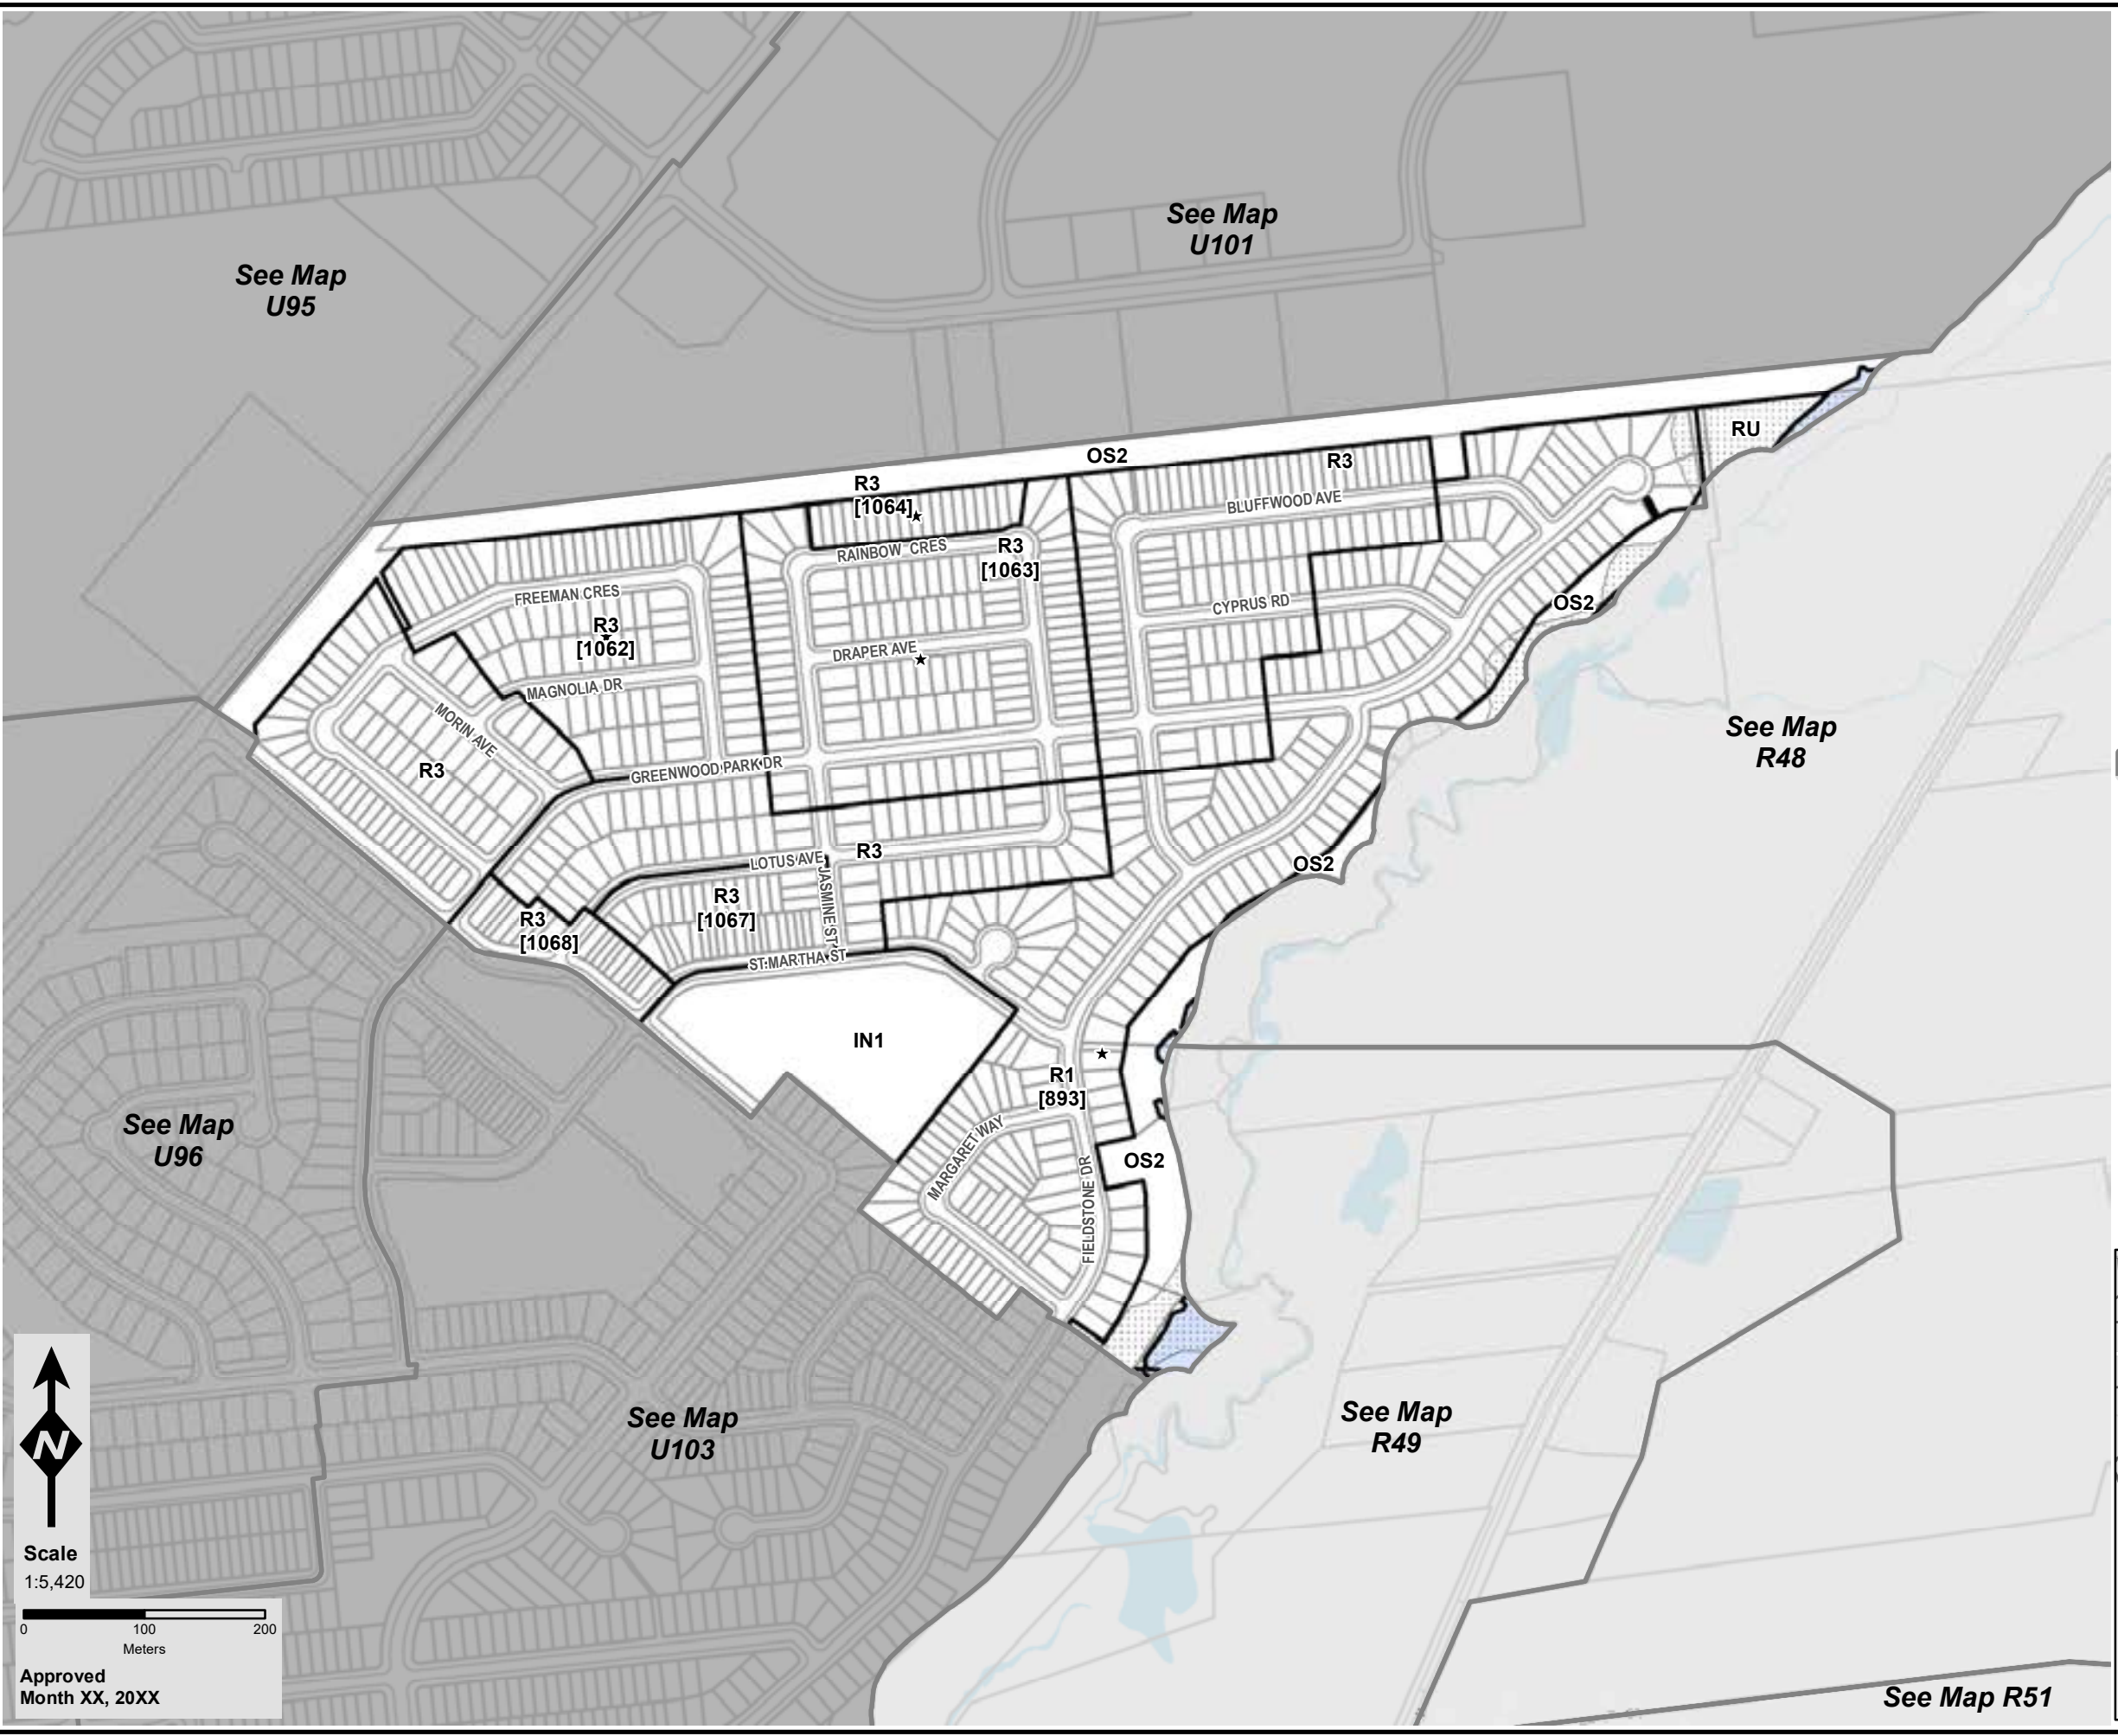 See Map
U101
See Map
U95
RU
OS2
R3
R3
[1064]
BLUFFWOOD AVE
RAINBOW CRES
R3
[1063]
FREEMAN CRES
CYPRUS RD
OS2
R3
[1062]
DRAPER AVE
MAGNOLIA DR
MORIN AVE
See Map
R48
R3
GREENWOOD PARK DR
LOTUS AVE
R3
OS2
JASMINE ST
R3
[1067]
R3
[1068]
ST MARTHA ST
IN1
R1
[893]
MARGARET WAY
See Map
U96
OS2
FIELDSTONE DR
See Map
U103
See Map
R49
N
Scale
1:5,420
0 100 200
Meters
Approved
Month XX, 20XX
See Map R51